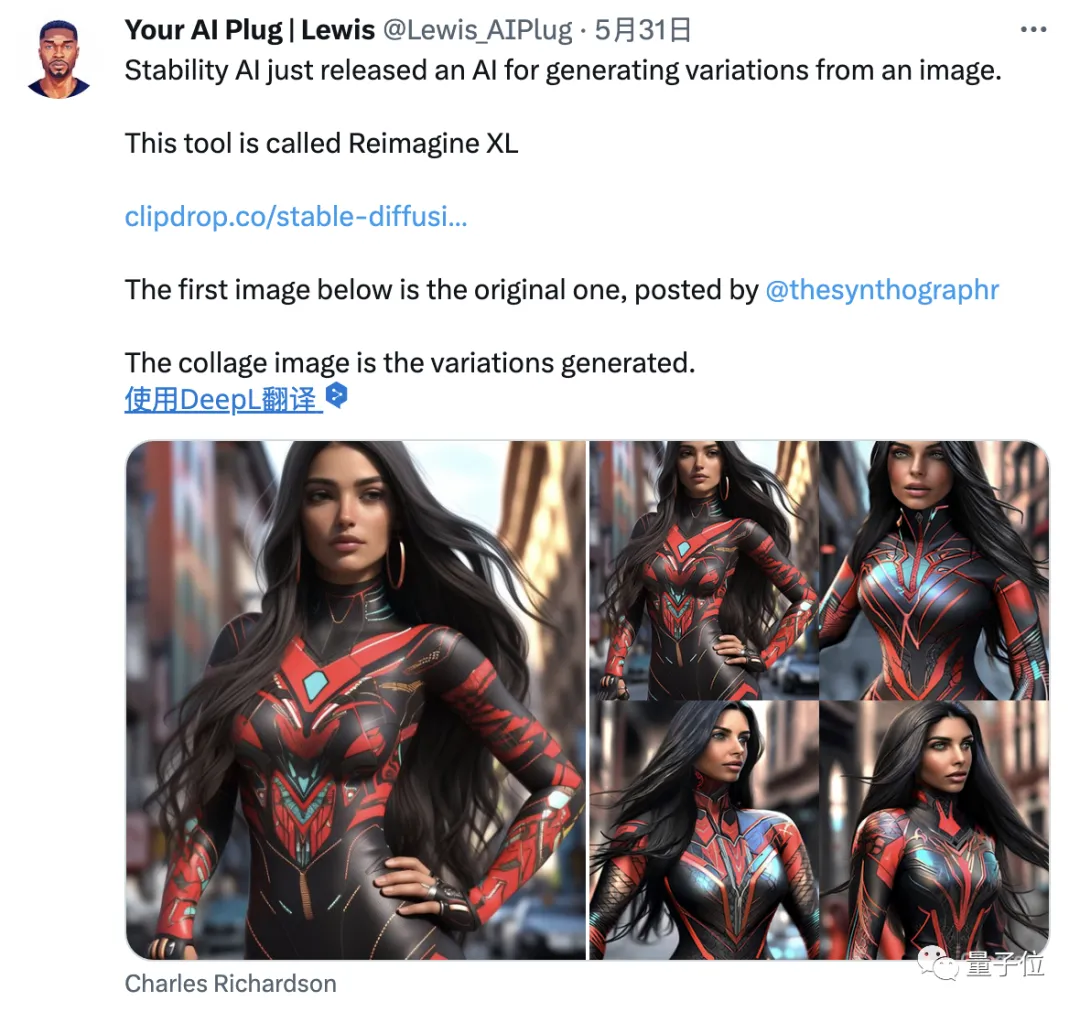 Your AI Plug | Lewis @Lewis_AIPlug · 5月31日
Stability AI just released an AI for generating variations from an image.
This tool is called Reimagine XL
clipdrop.co/stable-diffusi...
The first image below is the original one, posted by @thesynthographr
The collage image is the variations generated.
使用DeepL翻译
Charles Richardson
量子位